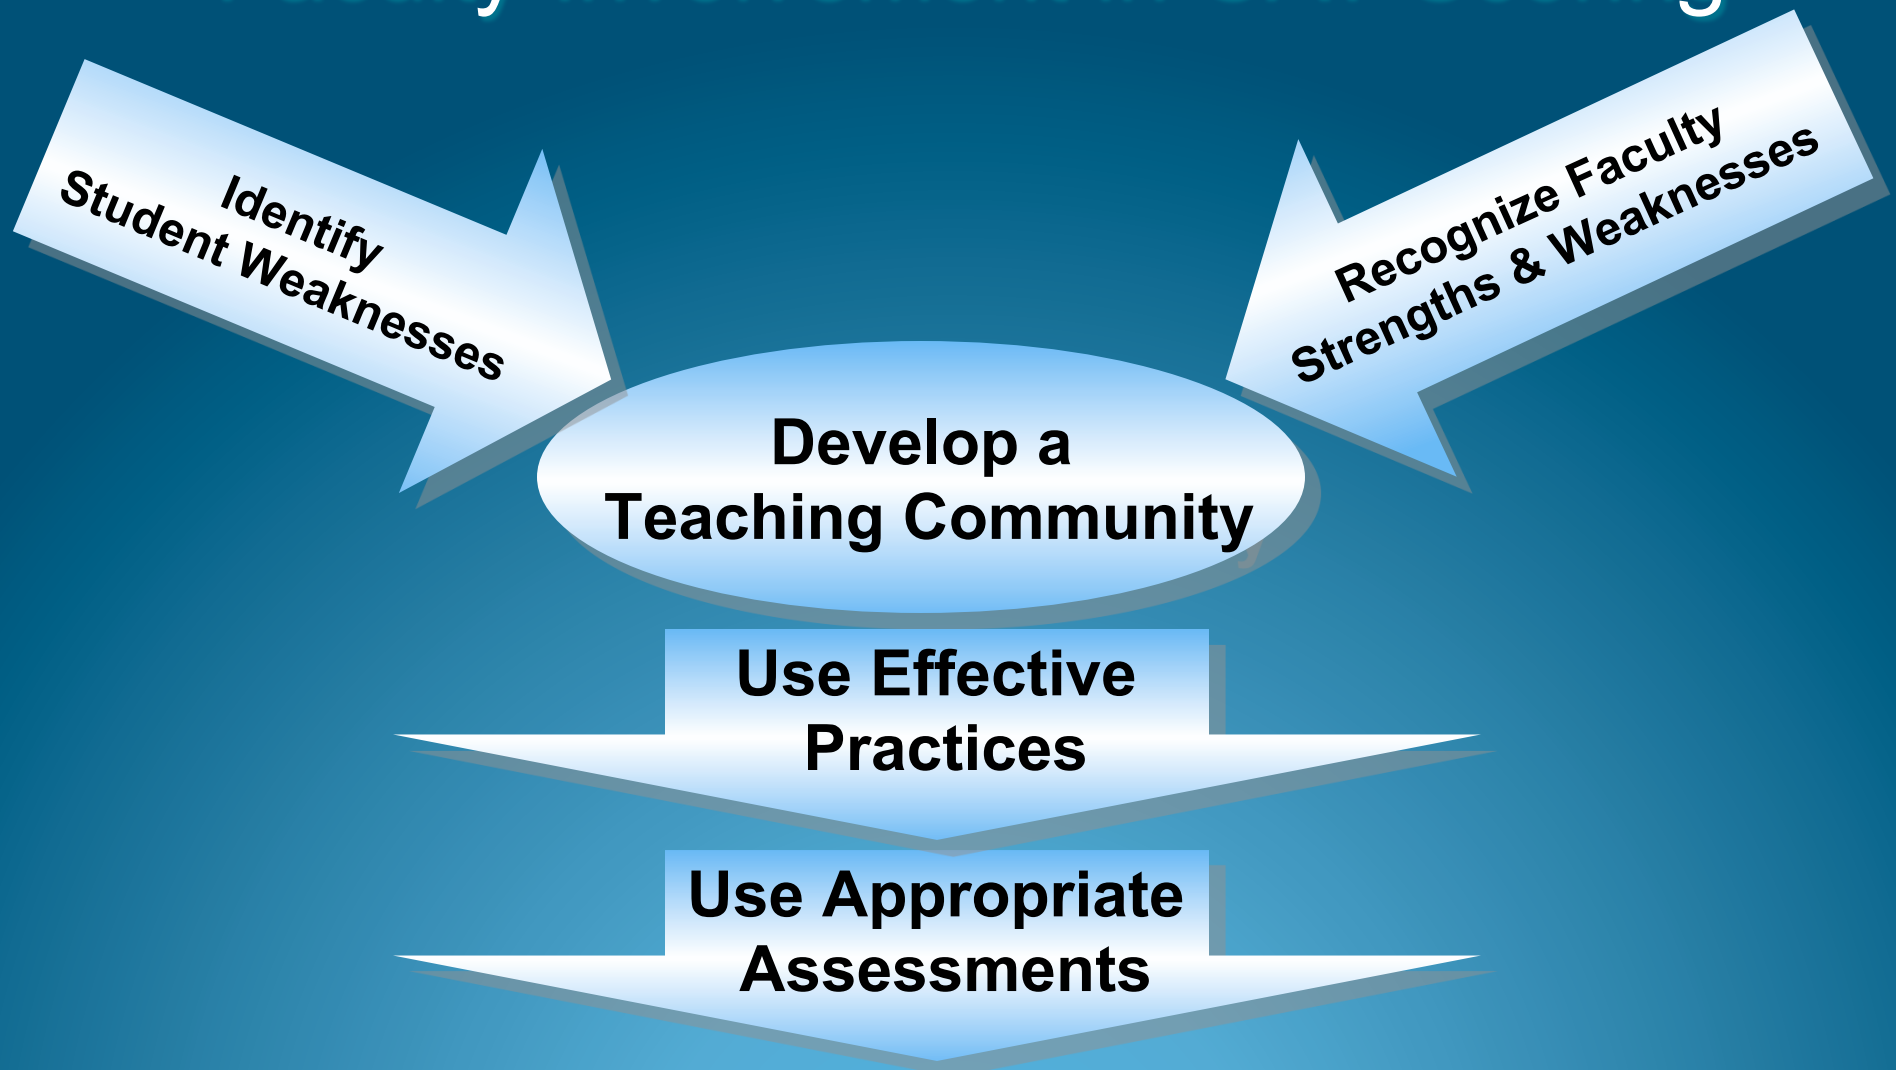 Identify
Student Weaknesses
Recognize Faculty
Strengths & Weaknesses
Develop a
Teaching Community
Use Effective
Practices
Use Appropriate
Assessments